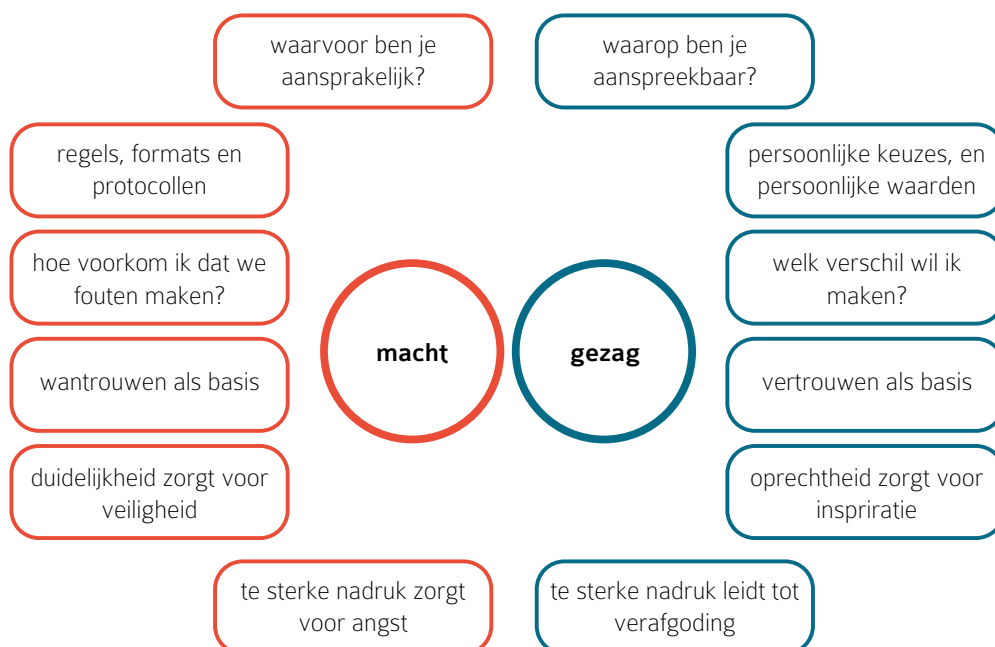 waarvoor ben je
aansprakelijk?
waarop ben je
aanspreekbaar?
regels, formats en
protocollen
persoonlijke keuzes, en
persoonlijke waarden
hoe voorkom ik dat we
fouten maken?
welk verschil wil ik
maken?
macht
gezag
wantrouwen als basis
vertrouwen als basis
duidelijkheid zorgt voor
veiligheid
oprechtheid zorgt voor
inspriratie
te sterke nadruk zorgt
voor angst
te sterke nadruk leidt tot
verafgoding